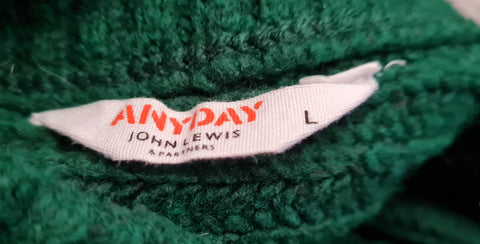 ANYDAY
JOHN LEWIS
& PARTNERS
L